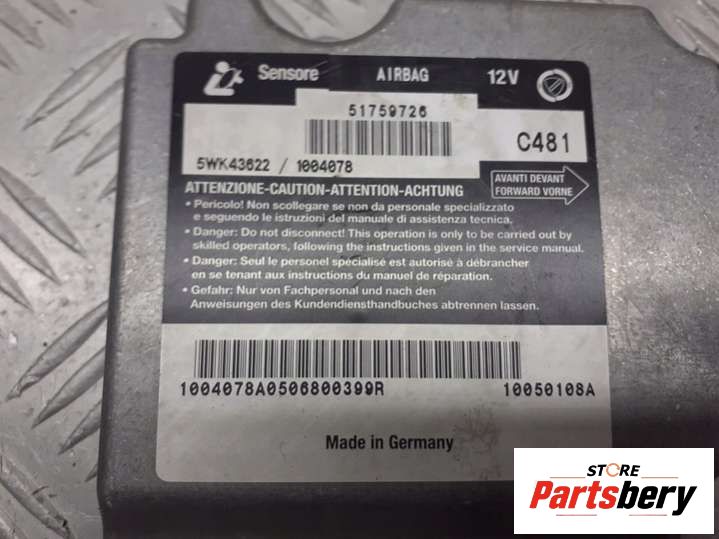 Sensore AIRBAG 12V
51759726
C481
5WK43622 / 1004078
AVANTI DEVANT
FORWARD VORNE
ATTENZIONE-CAUTION-ATTENTION-ACHTUNG
• Pericolo! Non scollegare se non da personale specializzato
e seguendo le istruzioni del manuale di assistenza tecnica.
• Danger: Do not disconnect! This operation is only to be carried out by
skilled operators, following the instructions given in the service manual.
• Danger: Seul le personel spécialisé est autorisé à débrancher
en se tenant aux instructions du manuel de réparation.
• Gefahr: Nur von Fachpersonal und nach den
Anweisungen des Kundendiensthandbuches abtrennen lassen.
1004078A0506800399R 10050108A
Made in Germany
STORE
Partsbery